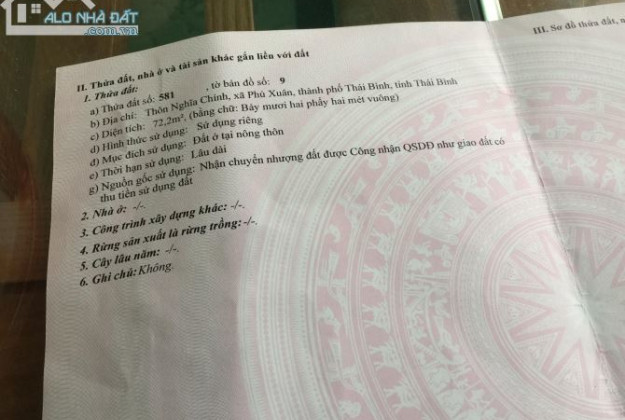 ALO NHÀ ĐẤT
.com.vn
III. Sơ đồ thửa đất, n
II. Thửa đất, nhà ở và tài sản khác gắn liền với đất
1. Thửa đất:
a) Thửa đất số: 581 , tờ bản đồ số: 9
b) Địa chỉ: Thôn Nghĩa Chính, xã Phú Xuân, thành phố Thái Bình, tỉnh Thái Bình
c) Diện tích: 72,2m², (bằng chữ: Bảy mươi hai phẩy hai mét vuông)
d) Hình thức sử dụng: Sử dụng riêng
đ) Mục đích sử dụng: Đất ở tại nông thôn
e) Thời hạn sử dụng: Lâu dài
g) Nguồn gốc sử dụng: Nhận chuyển nhượng đất được Công nhận QSDĐ như giao đất có
thu tiền sử dụng đất
2. Nhà ở: -/-.
3. Công trình xây dựng khác: -/-.
4. Rừng sản xuất là rừng trồng: -/-.
5. Cây lâu năm: -/-.
6. Ghi chú: Không.